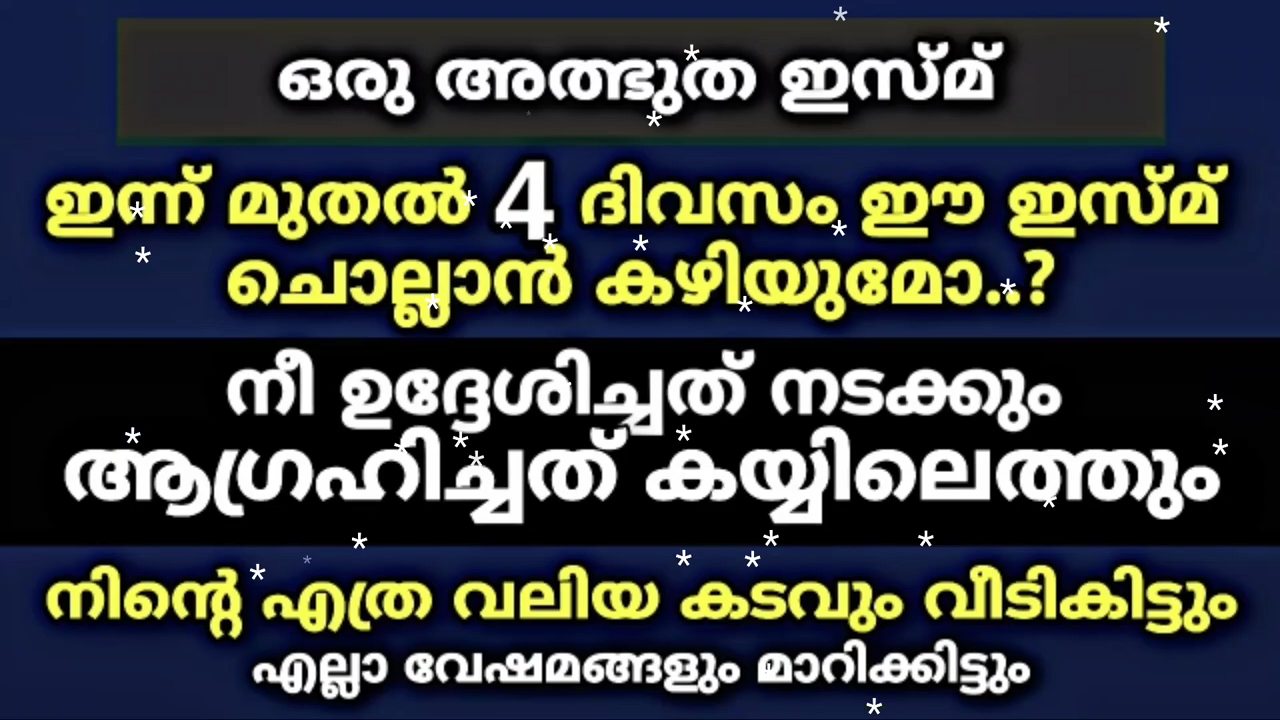 ഒരു അത്ഭുത ഇസ്മ്
ഇന്ന് മുതൽ 4 ദിവസം ഈ ഇസ്മ്
ചൊല്ലാൻ കഴിയുമോ..?
നീ ഉദ്ദേശിച്ചത് നടക്കും
ആഗ്രഹിച്ചത് കയ്യിലെത്തും
നിന്റെ എത്ര വലിയ കടവും വീടികിട്ടും
എല്ലാ വേഷമങ്ങളും മാറിക്കിട്ടും